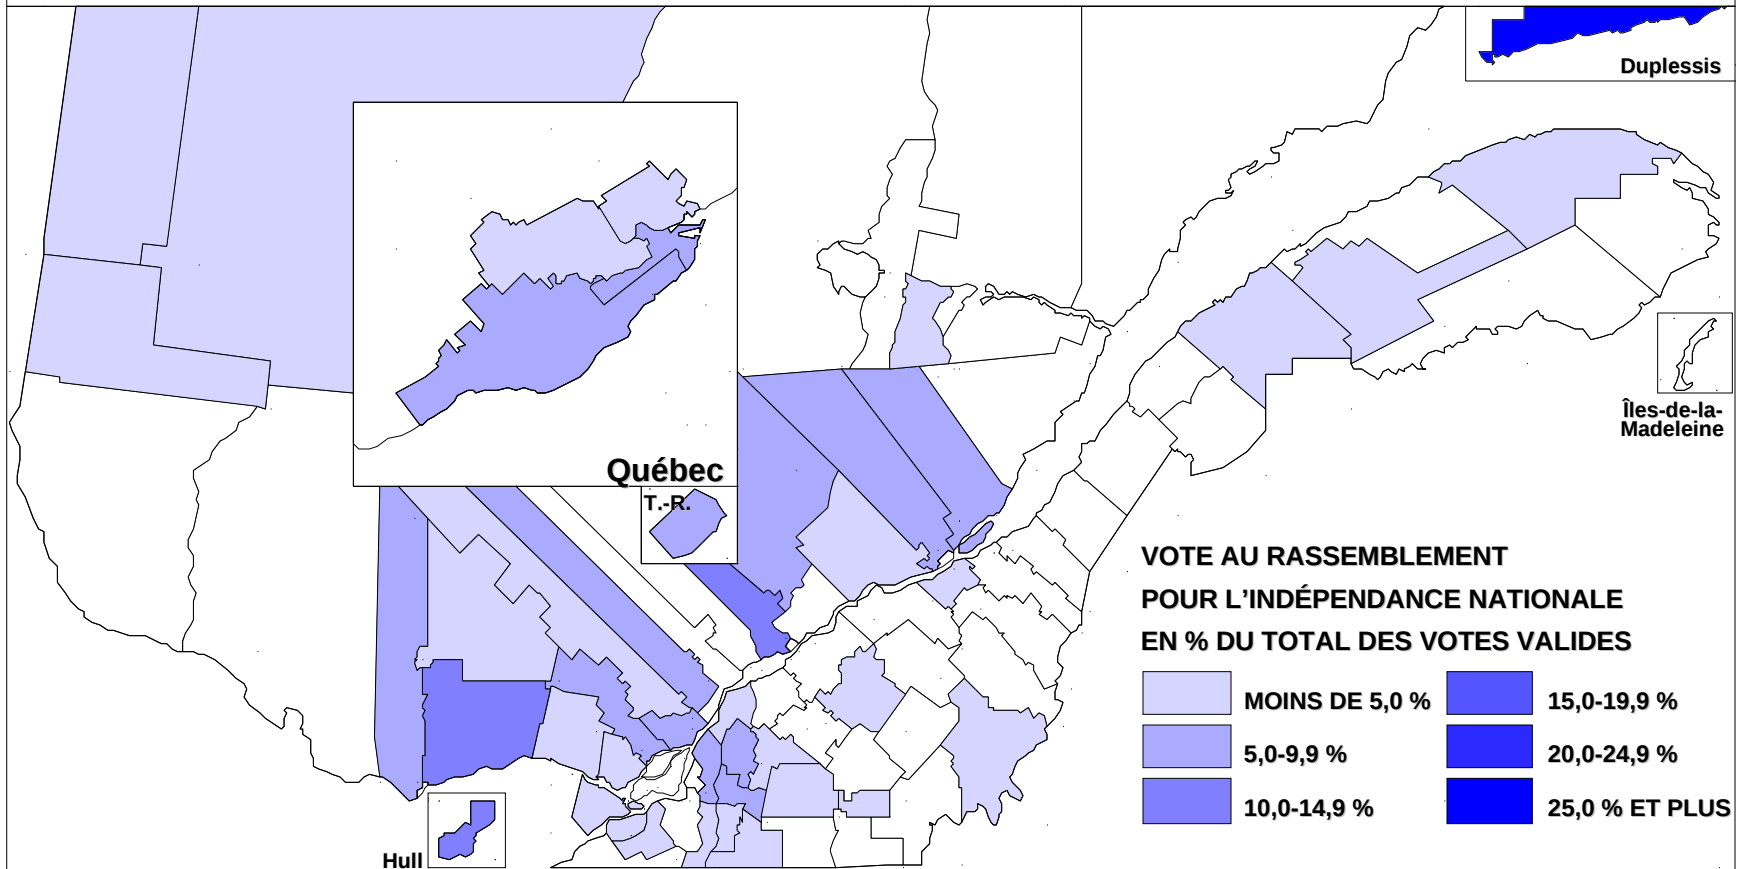 Duplessis
Îles-de-la-
Madeleine
Québec
T.-R.
Hull
VOTE AU RASSEMBLEMENT
POUR L'INDÉPENDANCE NATIONALE
EN % DU TOTAL DES VOTES VALIDES
MOINS DE 5,0 %
5,0-9,9 %
10,0-14,9 %
15,0-19,9 %
20,0-24,9 %
25,0 % ET PLUS